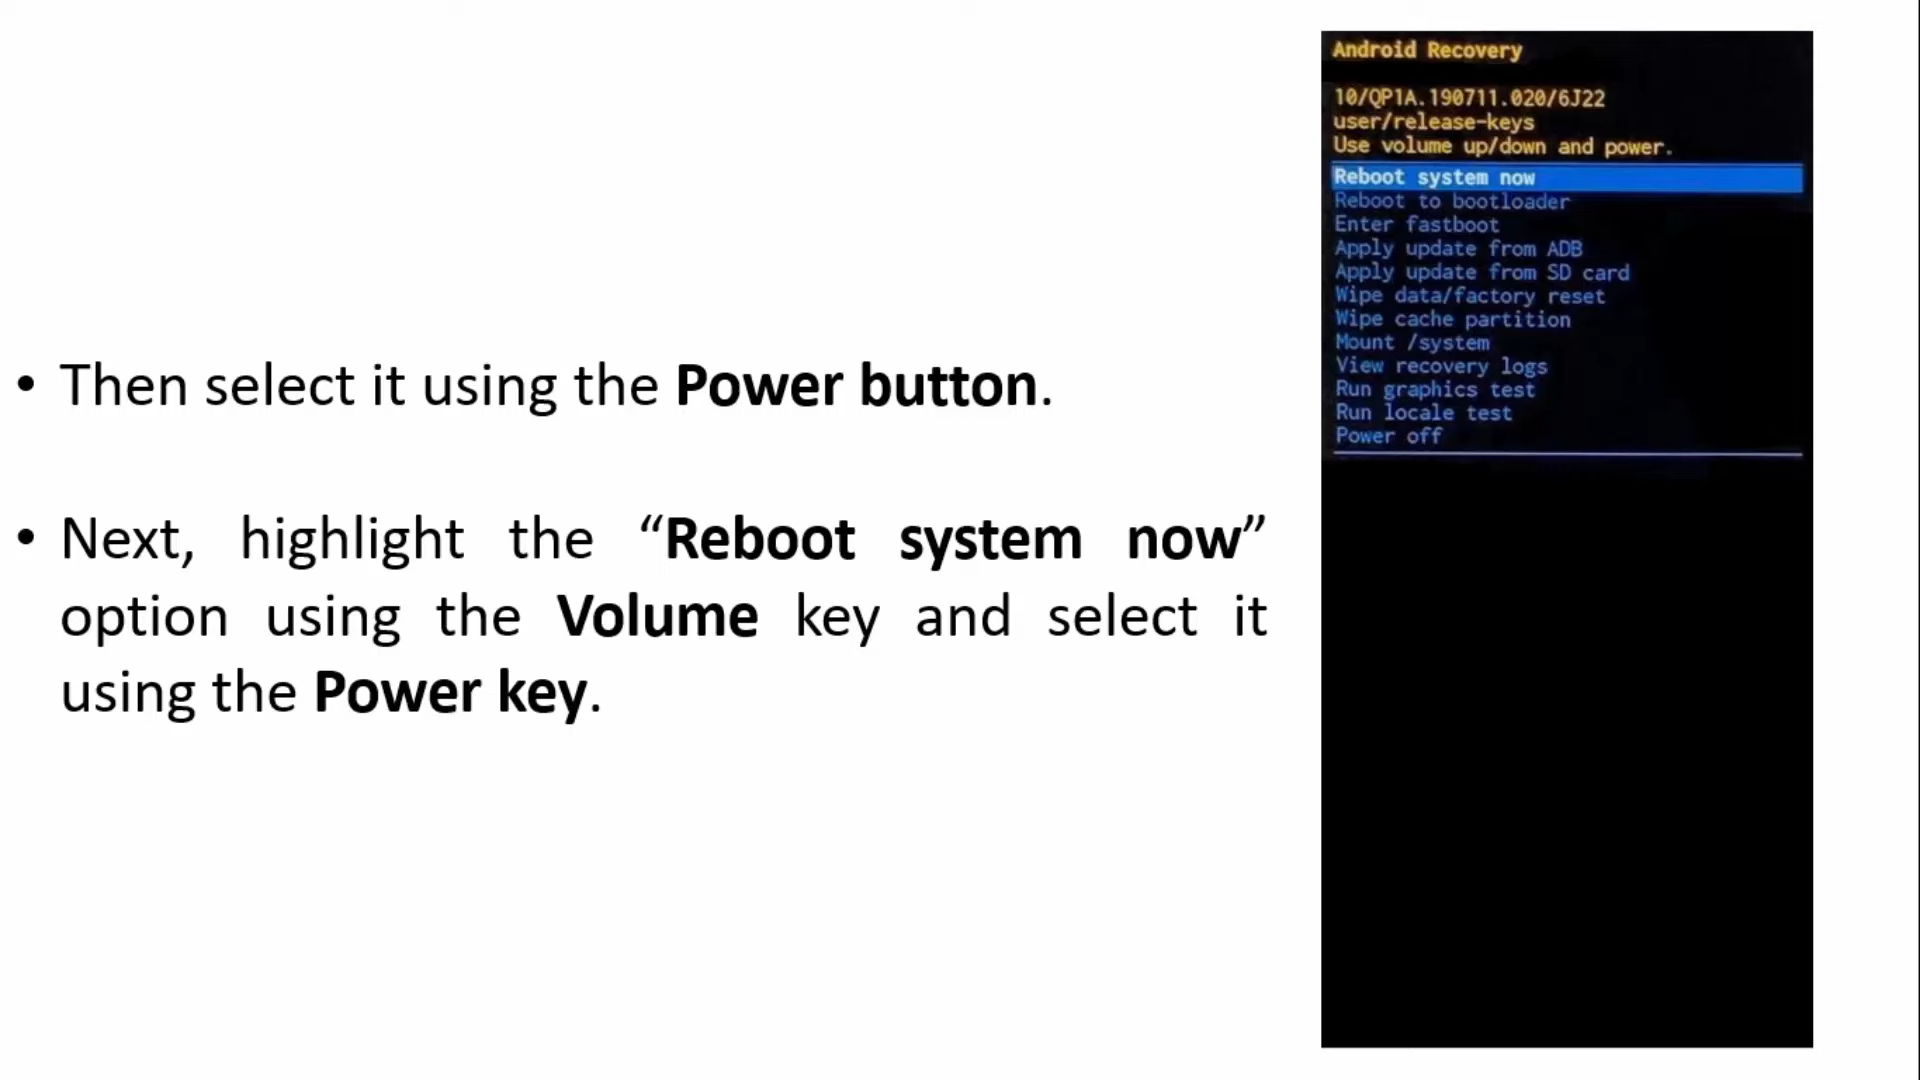 • Then select it using the Power button.
• Next, highlight the “Reboot system now”
option using the Volume key and select it
using the Power key.
Android Recovery
10/QP1A.190711.020/6J22
user/release-keys
Use volume up/down and power.
Reboot system now
Reboot to bootloader
Enter fastboot
Apply update from ADB
Apply update from SD card
Wipe data/factory reset
Wipe cache partition
Mount /system
View recovery logs
Run graphics test
Run locale test
Power off